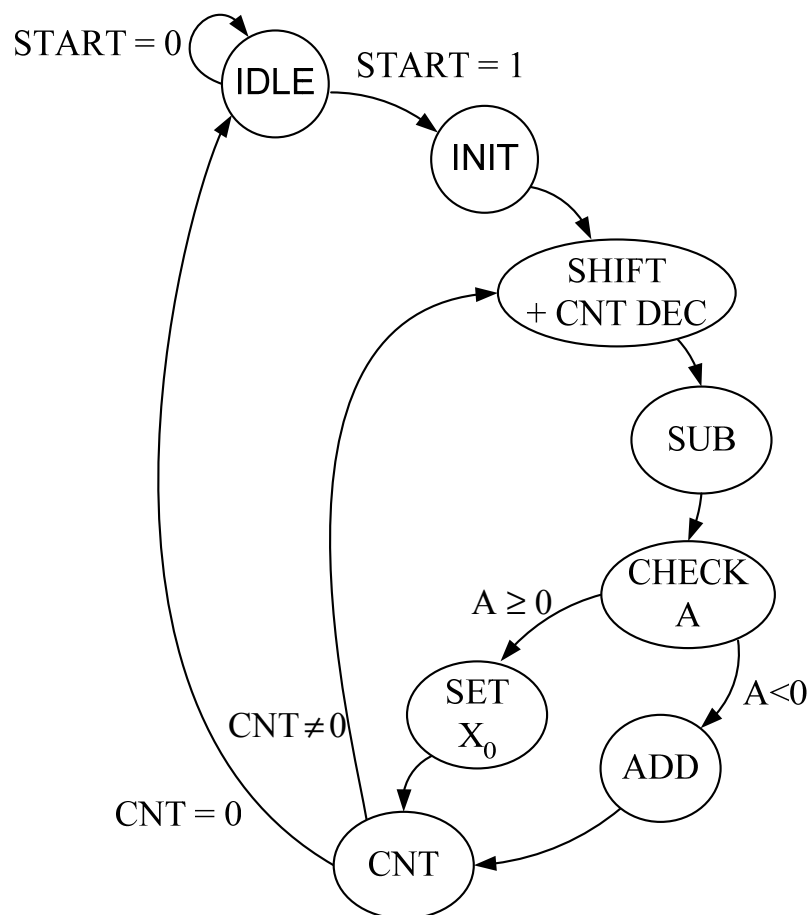 START = 0
IDLE
START = 1
INIT
SHIFT
+ CNT DEC
SUB
CHECK
A
A ≥ 0
SET
X₀
A<0
ADD
CNT ≠ 0
CNT = 0
CNT